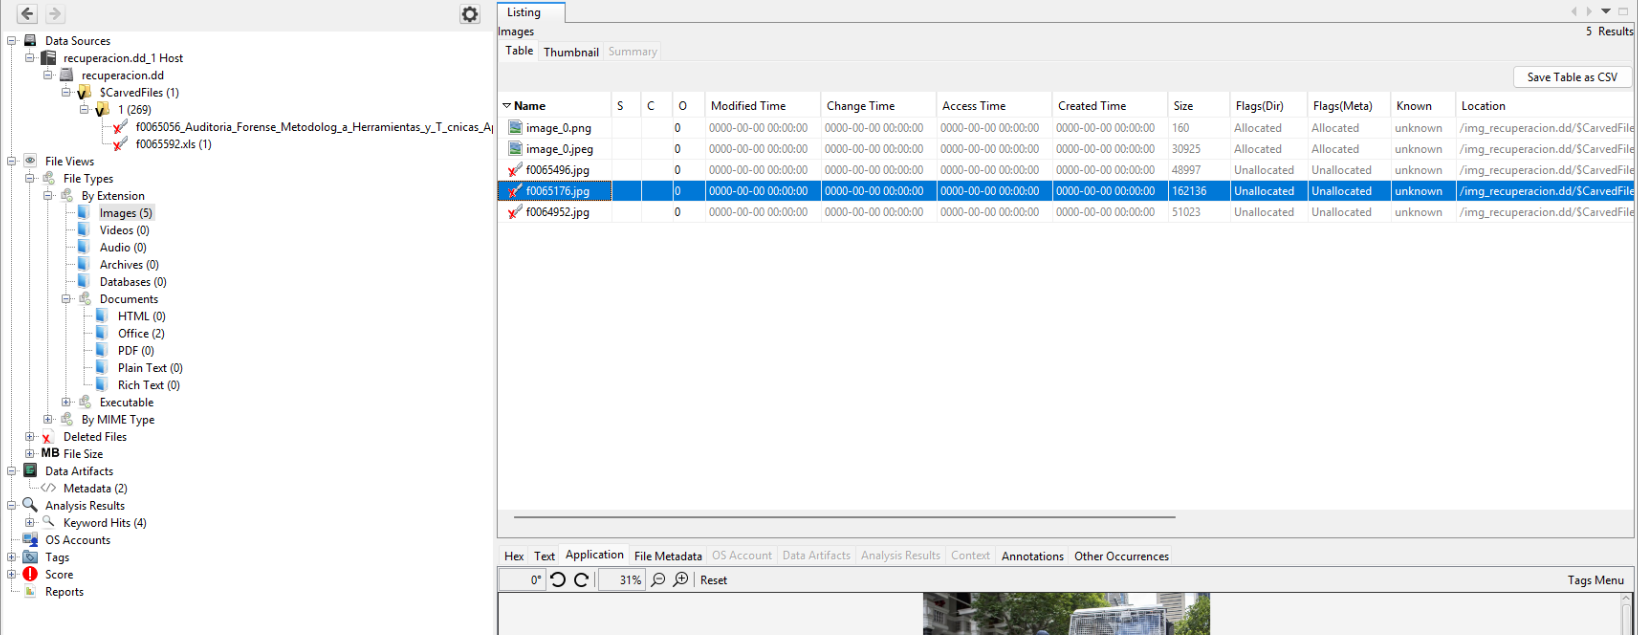 Data Sources
recuperacion.dd_1 Host
recuperacion.dd
$CarvedFiles (1)
1 (269)
f0065056_Auditoria_Forense_Metodolog_a_Herramientas_y_T_cnicas_Ap
f0065592.xls (1)
File Views
File Types
By Extension
Images (5)
Videos (0)
Audio (0)
Archives (0)
Databases (0)
Documents
HTML (0)
Office (2)
PDF (0)
Plain Text (0)
Rich Text (0)
Executable
By MIME Type
Deleted Files
MB File Size
Data Artifacts
Metadata (2)
Analysis Results
Keyword Hits (4)
OS Accounts
Tags
Score
Reports
Listing
Images
5 Results
Table Thumbnail Summary
Save Table as CSV
Name S C O Modified Time Change Time Access Time Created Time Size Flags(Dir) Flags(Meta) Known Location
image_0.png 0 0000-00-00 00:00:00 0000-00-00 00:00:00 0000-00-00 00:00:00 0000-00-00 00:00:00 160 Allocated Allocated unknown /img_recuperacion.dd/$CarvedFile
image_0.jpeg 0 0000-00-00 00:00:00 0000-00-00 00:00:00 0000-00-00 00:00:00 0000-00-00 00:00:00 30925 Allocated Allocated unknown /img_recuperacion.dd/$CarvedFile
f0065496.jpg 0 0000-00-00 00:00:00 0000-00-00 00:00:00 0000-00-00 00:00:00 0000-00-00 00:00:00 48997 Unallocated Unallocated unknown /img_recuperacion.dd/$CarvedFile
f0065176.jpg 0 0000-00-00 00:00:00 0000-00-00 00:00:00 0000-00-00 00:00:00 0000-00-00 00:00:00 162136 Unallocated Unallocated unknown /img_recuperacion.dd/$CarvedFile
f0064952.jpg 0 0000-00-00 00:00:00 0000-00-00 00:00:00 0000-00-00 00:00:00 0000-00-00 00:00:00 51023 Unallocated Unallocated unknown /img_recuperacion.dd/$CarvedFile
Hex Text Application File Metadata OS Account Data Artifacts Analysis Results Context Annotations Other Occurrences
0° 31% Reset Tags Menu